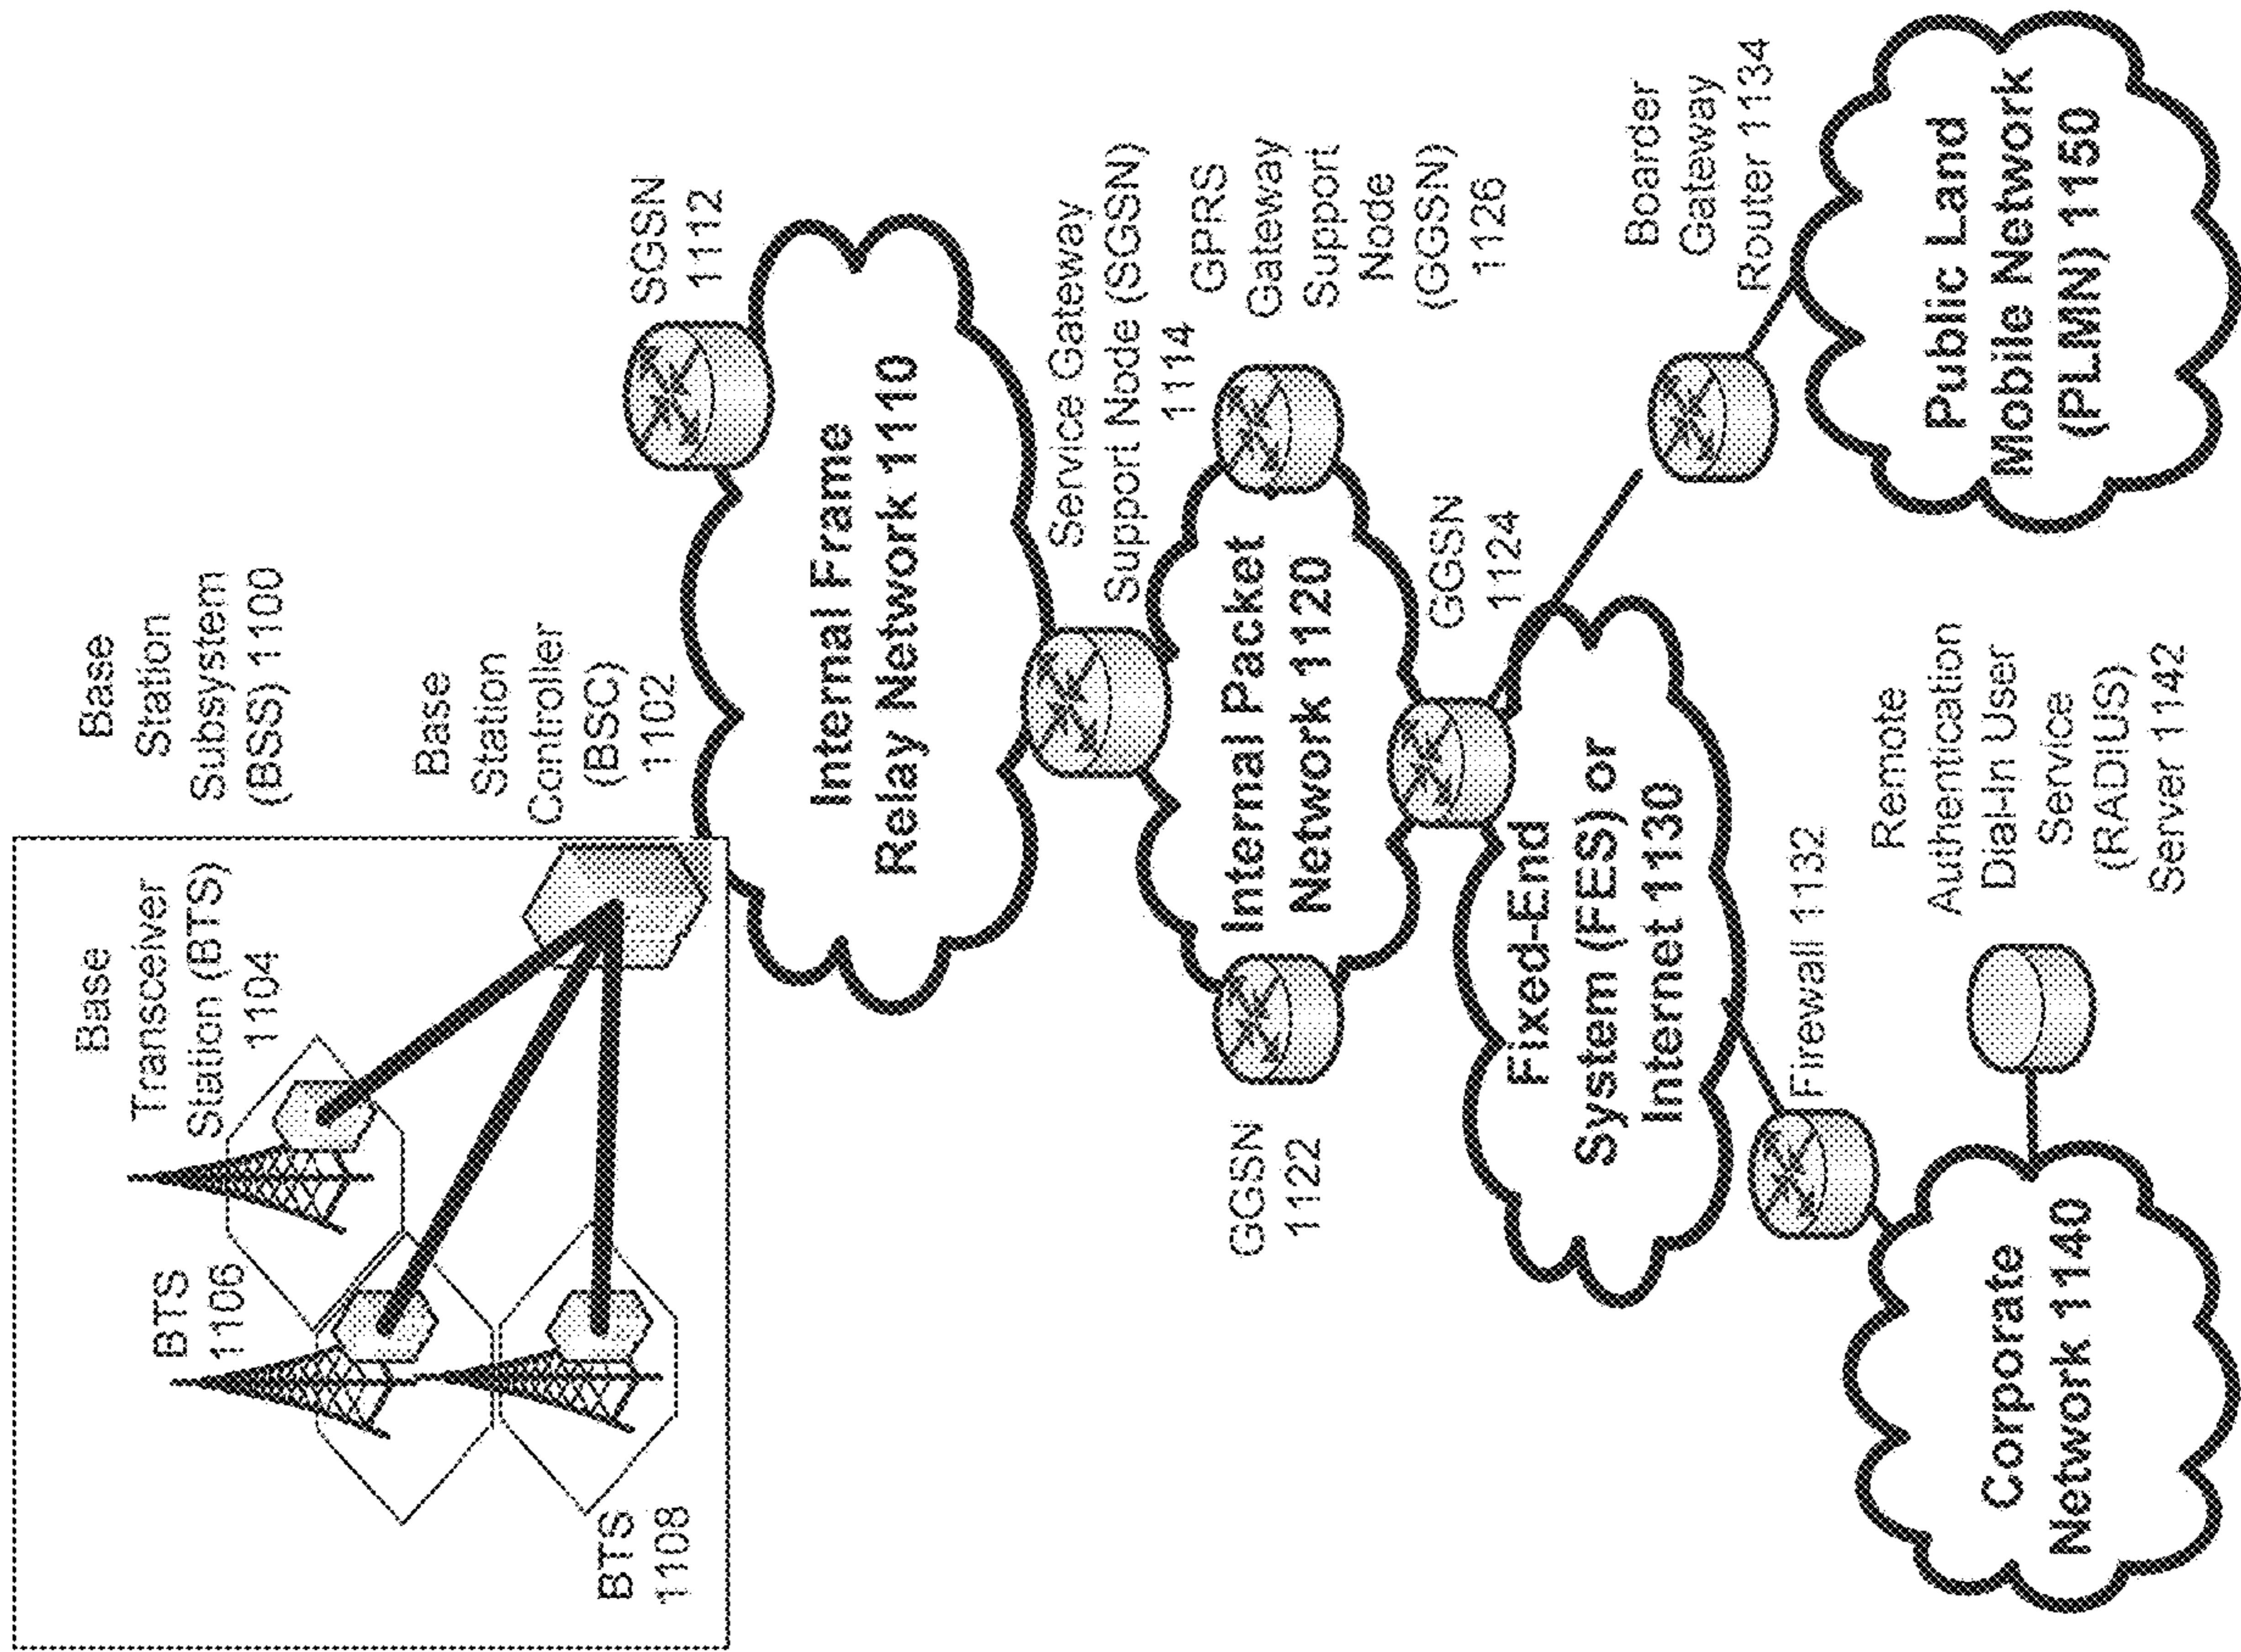 Base
Station
Subsystem
(BSS) 1100
Base
Transceiver
Station (BTS)
1104
BTS
1106
BTS
1108
Base
Station
Controller
(BSC)
1102
SGSN
1112
Internal Frame
Relay Network 1110
Service Gateway
Support Node (SGSN)
1114
GPRS
Gateway
Support
Node
(GGSN)
1126
Internal Packet
Network 1120
GGSN
1122
GGSN
1124
Fixed-End
System (FES) or
Internet 1130
Boarder
Gateway
Router 1134
Public Land
Mobile Network
(PLMN) 1150
Firewall 1132
Remote
Authentication
Dial-In User
Service
(RADIUS)
Server 1142
Corporate
Network 1140